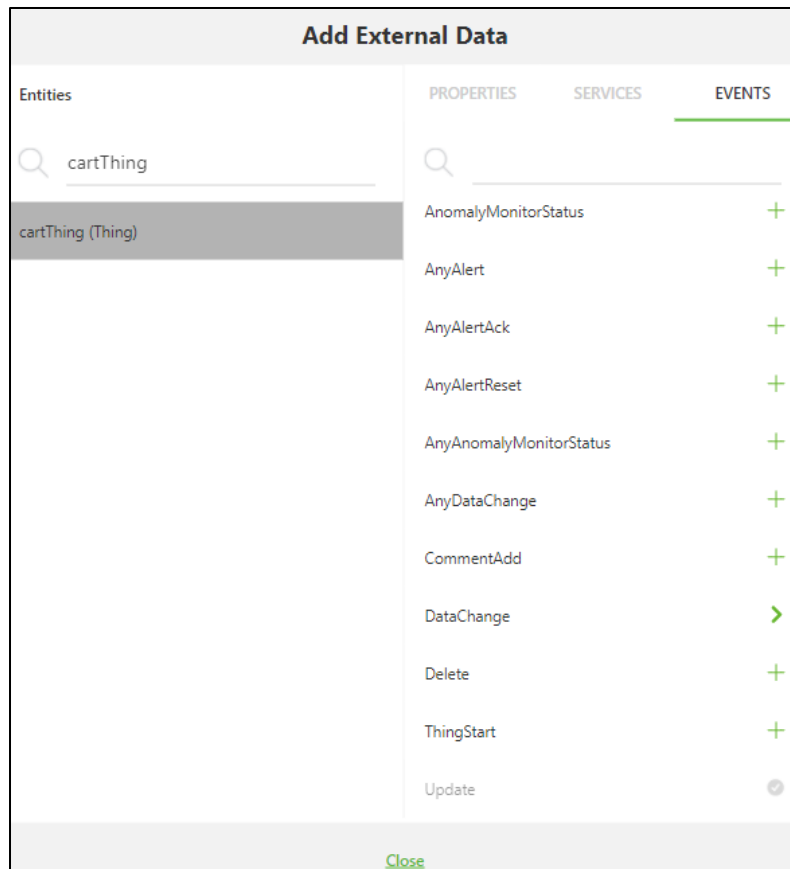 Add External Data
Entities
PROPERTIES SERVICES EVENTS
cartThing
cartThing (Thing)
AnomalyMonitorStatus
AnyAlert
AnyAlertAck
AnyAlertReset
AnyAnomalyMonitorStatus
AnyDataChange
CommentAdd
DataChange
Delete
ThingStart
Update
Close